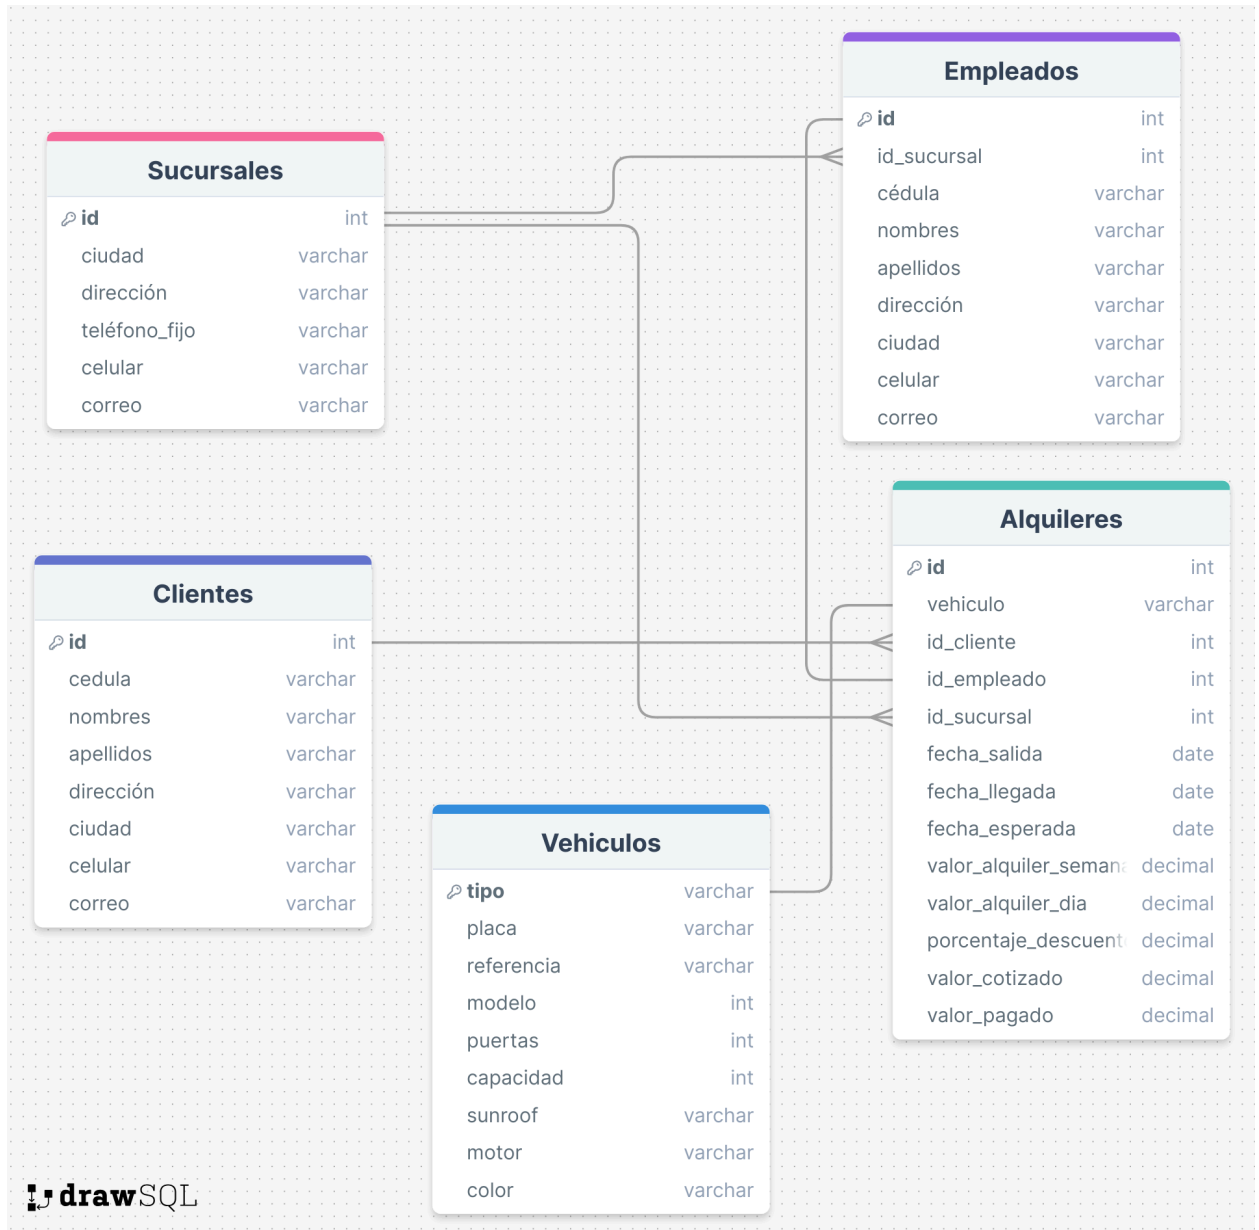 Empleados
id int
id_sucursal int
cédula varchar
nombres varchar
apellidos varchar
dirección varchar
ciudad varchar
celular varchar
correo varchar
Sucursales
id int
ciudad varchar
dirección varchar
teléfono_fijo varchar
celular varchar
correo varchar
Alquileres
id int
vehiculo varchar
id_cliente int
id_empleado int
id_sucursal int
fecha_salida date
fecha_llegada date
fecha_esperada date
valor_alquiler_semana decimal
valor_alquiler_dia decimal
porcentaje_descuento decimal
valor_cotizado decimal
valor_pagado decimal
Clientes
id int
cedula varchar
nombres varchar
apellidos varchar
dirección varchar
ciudad varchar
celular varchar
correo varchar
Vehiculos
tipo varchar
placa varchar
referencia varchar
modelo int
puertas int
capacidad int
sunroof varchar
motor varchar
color varchar
drawSQL